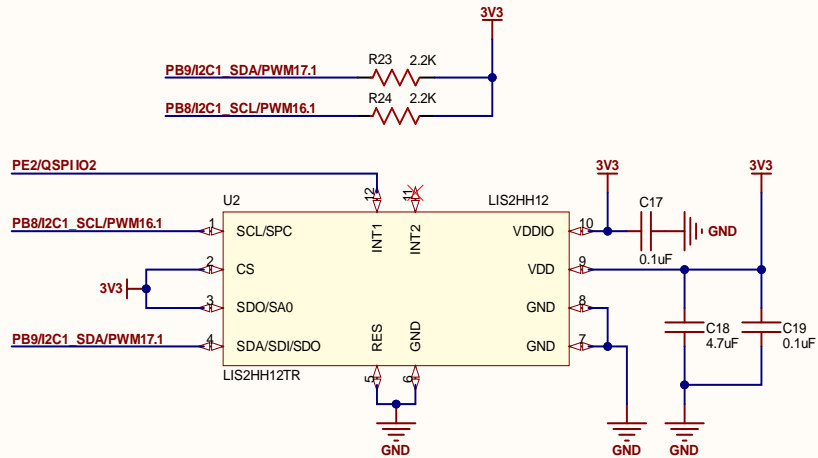 3V3
R23 2.2K
PB9/I2C1_SDA/PWM17.1
R24 2.2K
PB8/I2C1_SCL/PWM16.1
PE2/QSPI IO2
3V3
3V3
12
11
U2
LIS2HH12
C17
PB8/I2C1_SCL/PWM16.1
1
SCL/SPC
INT1
INT2
VDDIO
10
GND
0.1uF
2
CS
VDD
9
3V3
3
SDO/SA0
GND
8
PB9/I2C1_SDA/PWM17.1
4
SDA/SDI/SDO
RES
GND
GND
7
C18
4.7uF
C19
0.1uF
LIS2HH12TR
5
6
GND
GND
GND